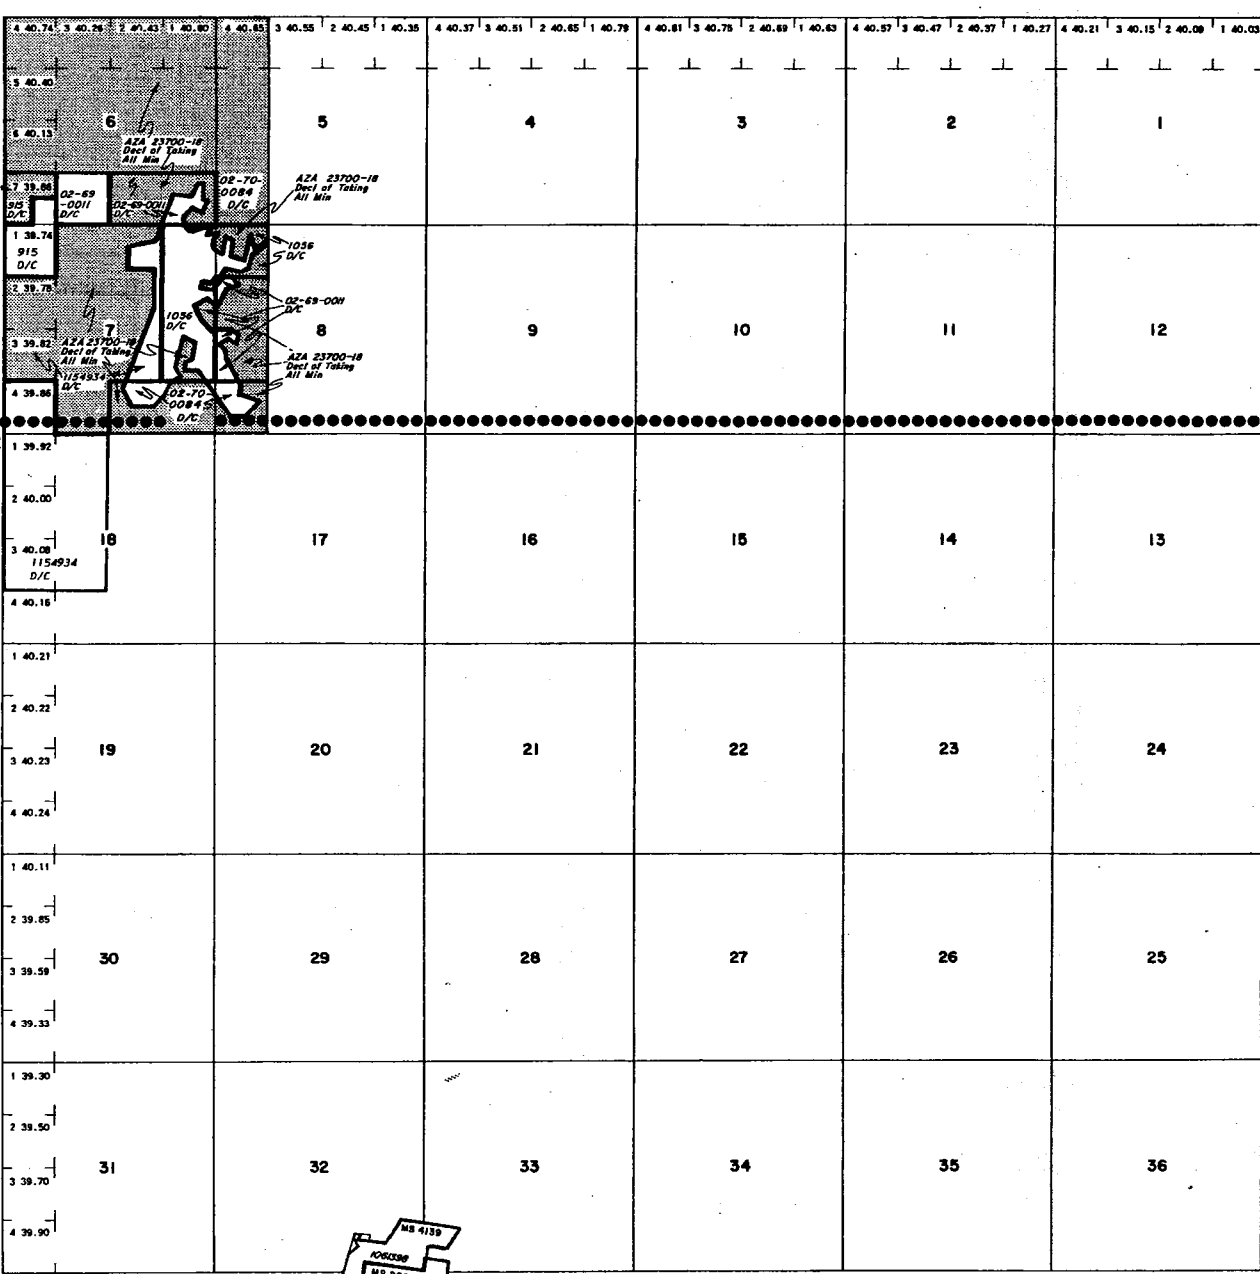 4 40.74 3 40.26 2 40.43 1 40.60 4 40.65 3 40.55 2 40.45 1 40.35 4 40.37 3 40.51 2 40.65 1 40.79 4 40.81 3 40.75 2 40.69 1 40.63 4 40.57 3 40.47 2 40.37 1 40.27 4 40.21 3 40.15 2 40.09 1 40.03
5 40.40
6 5 4 3 2 1
6 40.13
AZA 23700-18
Decl of Taking
All Min
7 39.86
915
D/C
02-69
-0011
D/C
02-69-0011
D/C
02-70-
0084
D/C
AZA 23700-18
Decl of Taking
All Min
1 39.74
915
D/C
1036
D/C
2 39.78
02-69-0011
D/C
1036
D/C
7 8 9 10 11 12
3 39.82
AZA 23700-18
Decl of Taking
All Min
AZA 23700-18
Decl of Taking
All Min
1154934
D/C
4 39.86
02-70-
0084
D/C
1 39.92
2 40.00
18 17 16 15 14 13
3 40.08
1154934
D/C
4 40.16
1 40.21
2 40.22
19 20 21 22 23 24
3 40.23
4 40.24
1 40.11
2 39.85
30 29 28 27 26 25
3 39.59
4 39.33
1 39.30
2 39.50
31 32 33 34 35 36
3 39.70
4 39.90
MS 4139
1061398